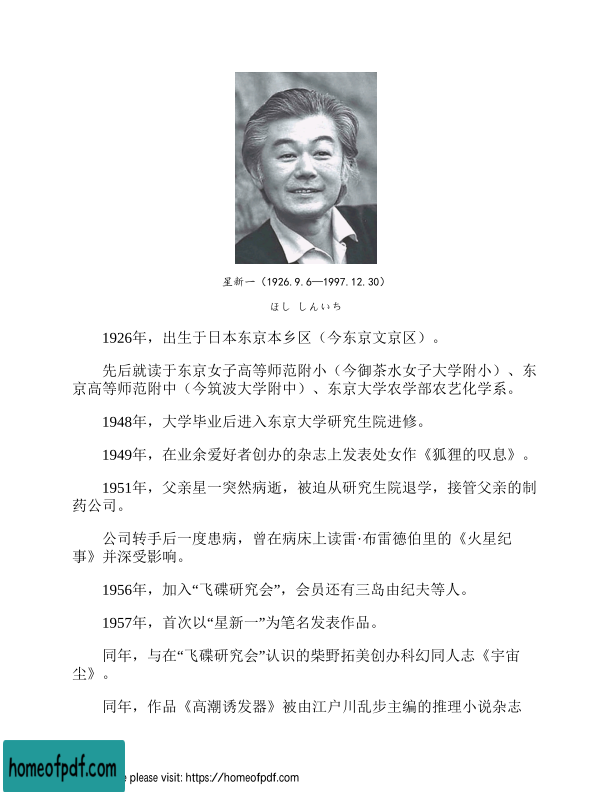 星新一（1926.9.6—1997.12.30）
ほし しんいち
1926年，出生于日本东京本乡区（今东京文京区）。
先后就读于东京女子高等师范附小（今御茶水女子大学附小）、东
京高等师范附中（今筑波大学附中）、东京大学农学部农艺化学系。
1948年，大学毕业后进入东京大学研究生院进修。
1949年，在业余爱好者创办的杂志上发表处女作《狐狸的叹息》。
1951年，父亲星一突然病逝，被迫从研究生院退学，接管父亲的制
药公司。
公司转手后一度患病，曾在病床上读雷·布雷德伯里的《火星纪
事》并深受影响。
1956年，加入“飞碟研究会”，会员还有三岛由纪夫等人。
1957年，首次以“星新一”为笔名发表作品。
同年，与在“飞碟研究会”认识的柴野拓美创办科幻同人志《宇宙
尘》。
同年，作品《高潮诱发器》被由江户川乱步主编的推理小说杂志
homeofpdf.com
please visit: https://homeofpdf.com